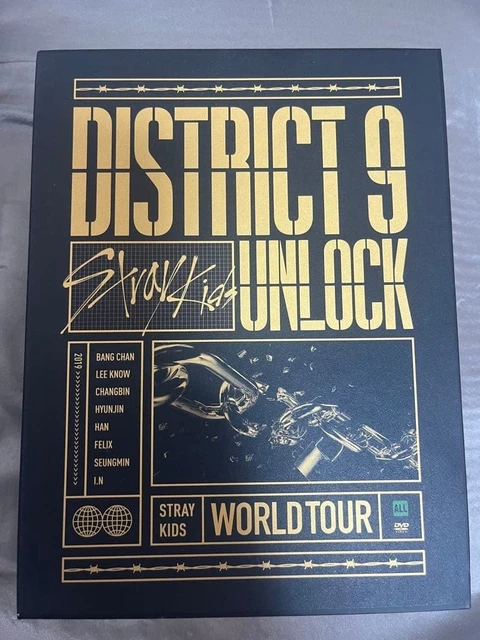 DISTRICT 9
Stray Kids
UNLOCK
2019
BANG CHAN
LEE KNOW
CHANGBIN
HYUNJIN
HAN
FELIX
SEUNGMIN
I.N
STRAY
KIDS
WORLD TOUR
ALL
DVD